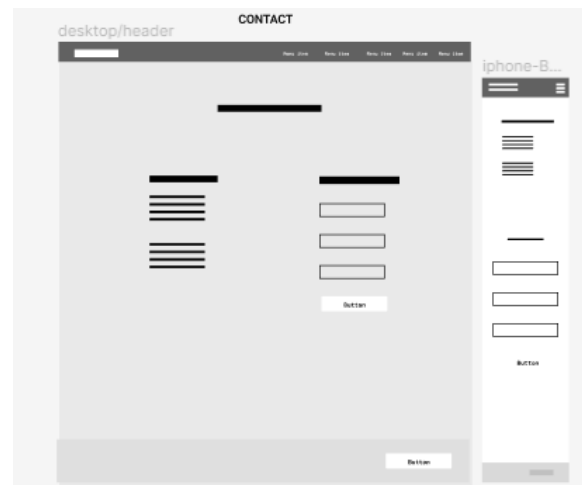 CONTACT
desktop/header
Menu item Menu item Menu item Menu item Menu item
iphone-B...
Button
Button
Button